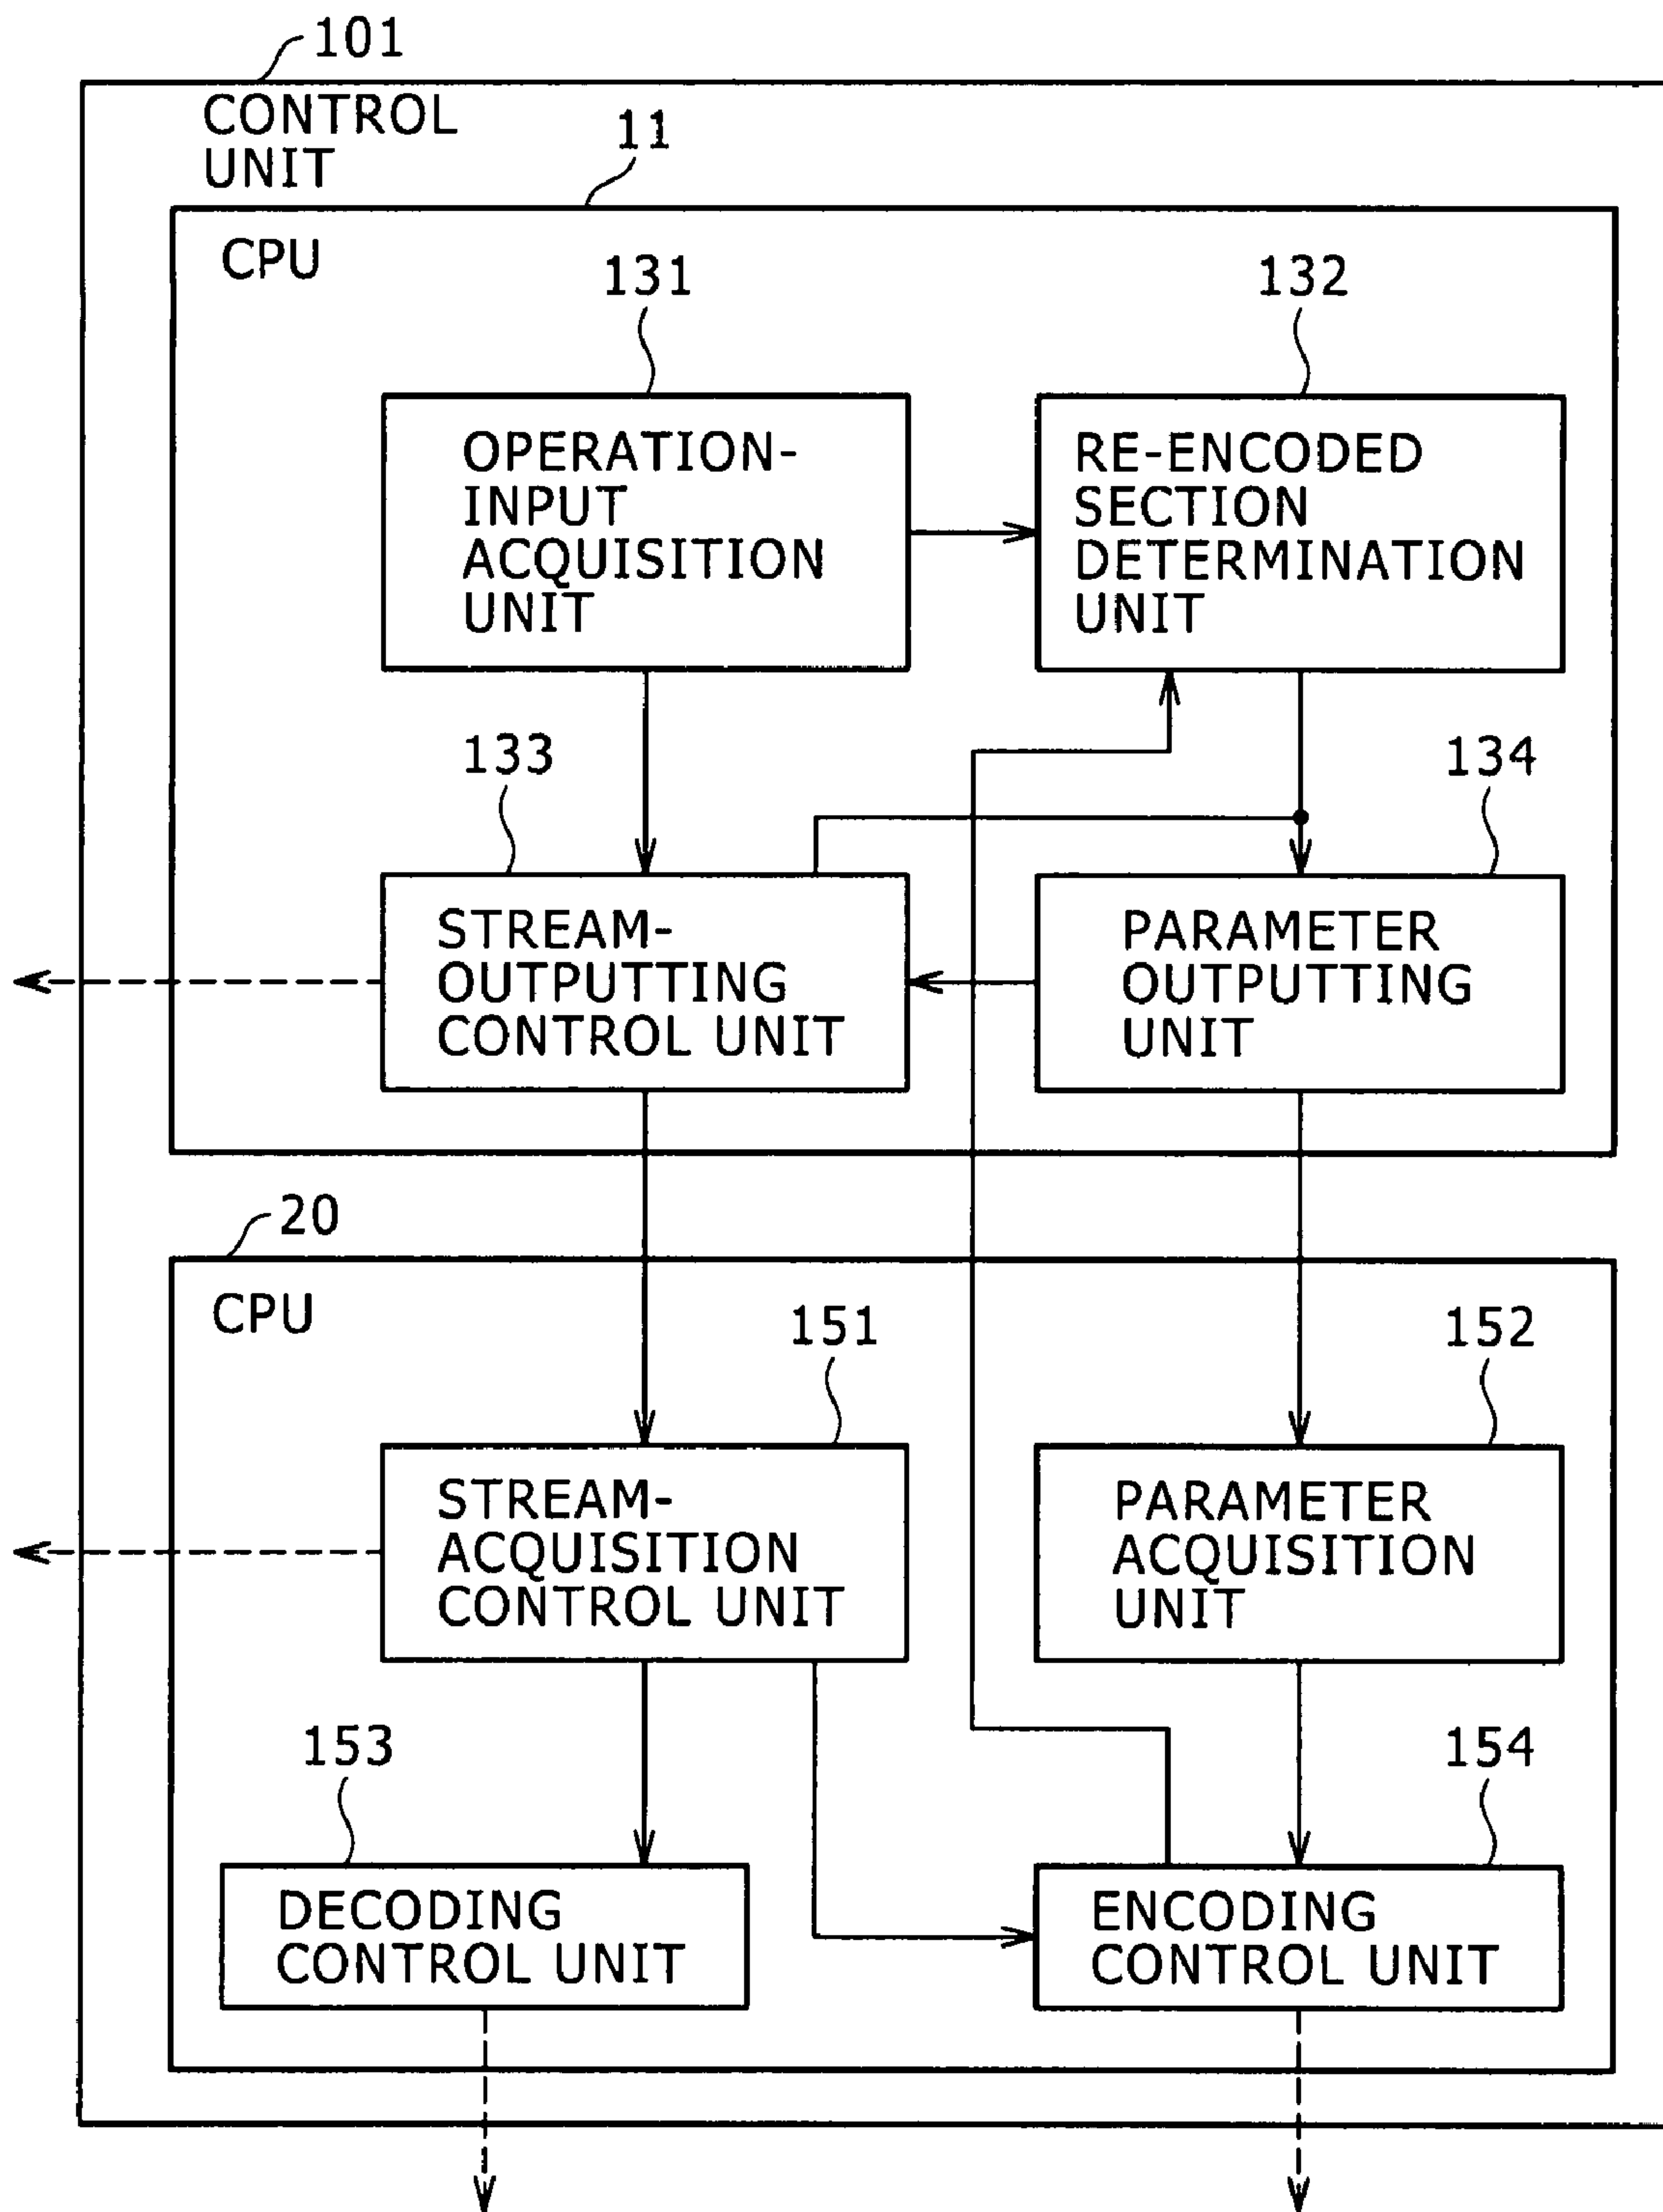 101
CONTROL
UNIT
11
CPU
131
132
OPERATION-
INPUT
ACQUISITION
UNIT
RE-ENCODED
SECTION
DETERMINATION
UNIT
133
134
STREAM-
OUTPUTTING
CONTROL UNIT
PARAMETER
OUTPUTTING
UNIT
20
CPU
151
152
STREAM-
ACQUISITION
CONTROL UNIT
PARAMETER
ACQUISITION
UNIT
153
154
DECODING
CONTROL UNIT
ENCODING
CONTROL UNIT